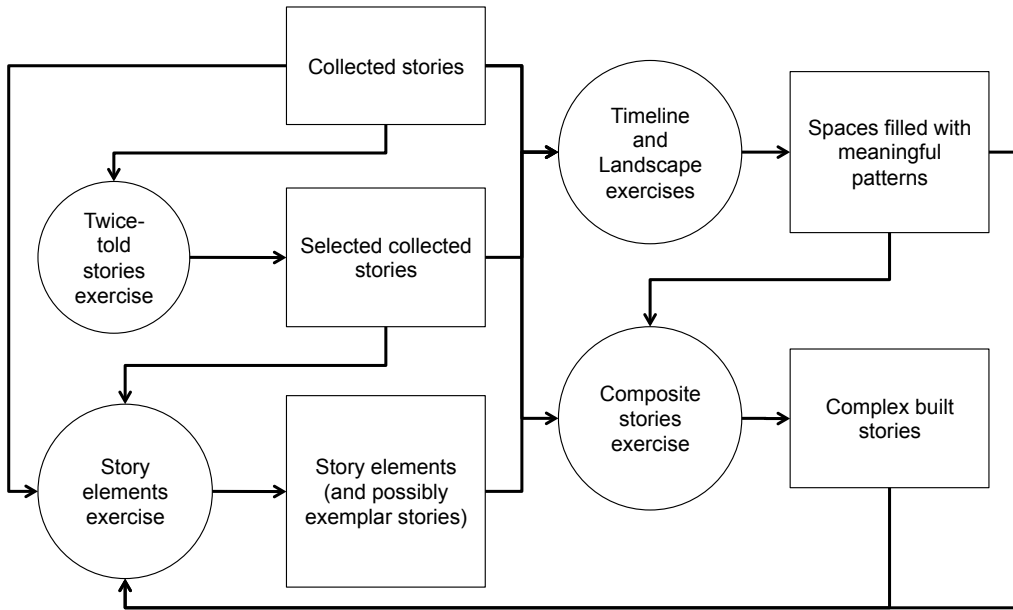 Collected stories
Timeline
and
Landscape
exercises
Spaces filled with
meaningful
patterns
Twice-
told
stories
exercise
Selected collected
stories
Composite
stories
exercise
Complex built
stories
Story
elements
exercise
Story elements
(and possibly
exemplar stories)